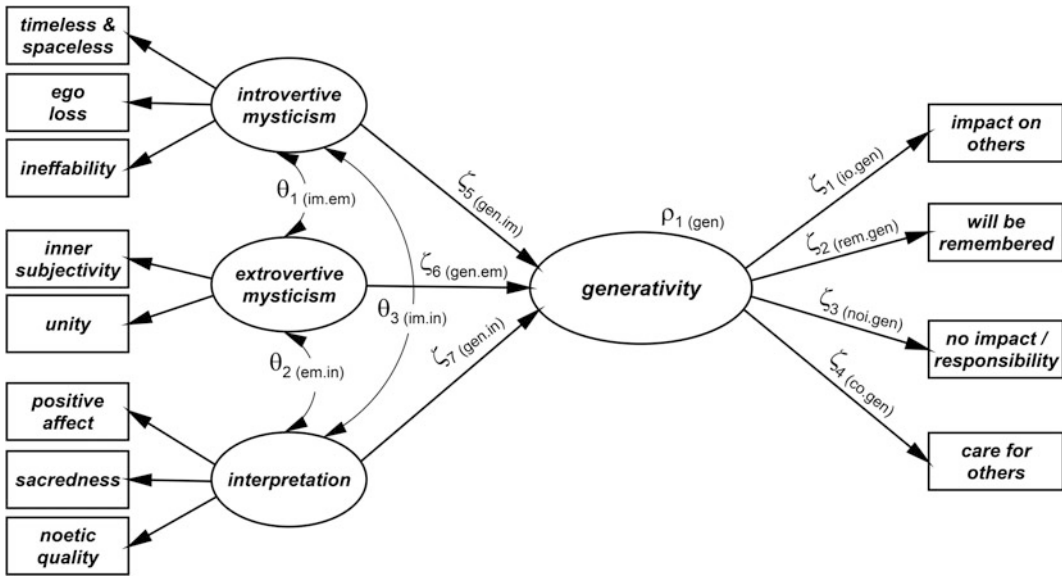 timeless &
spaceless
ego
loss
ineffability
inner
subjectivity
unity
positive
affect
sacredness
noetic
quality
introvertive
mysticism
θ1 (im.em)
extrovertive
mysticism
θ2 (em.in)
θ3 (im.in)
interpretation
ζ5 (gen.im)
ζ6 (gen.em)
ζ7 (gen.in)
ρ1 (gen)
generativity
ζ1 (io.gen)
ζ2 (rem.gen)
ζ3 (noi.gen)
ζ4 (co.gen)
impact on
others
will be
remembered
no impact /
responsibility
care for
others